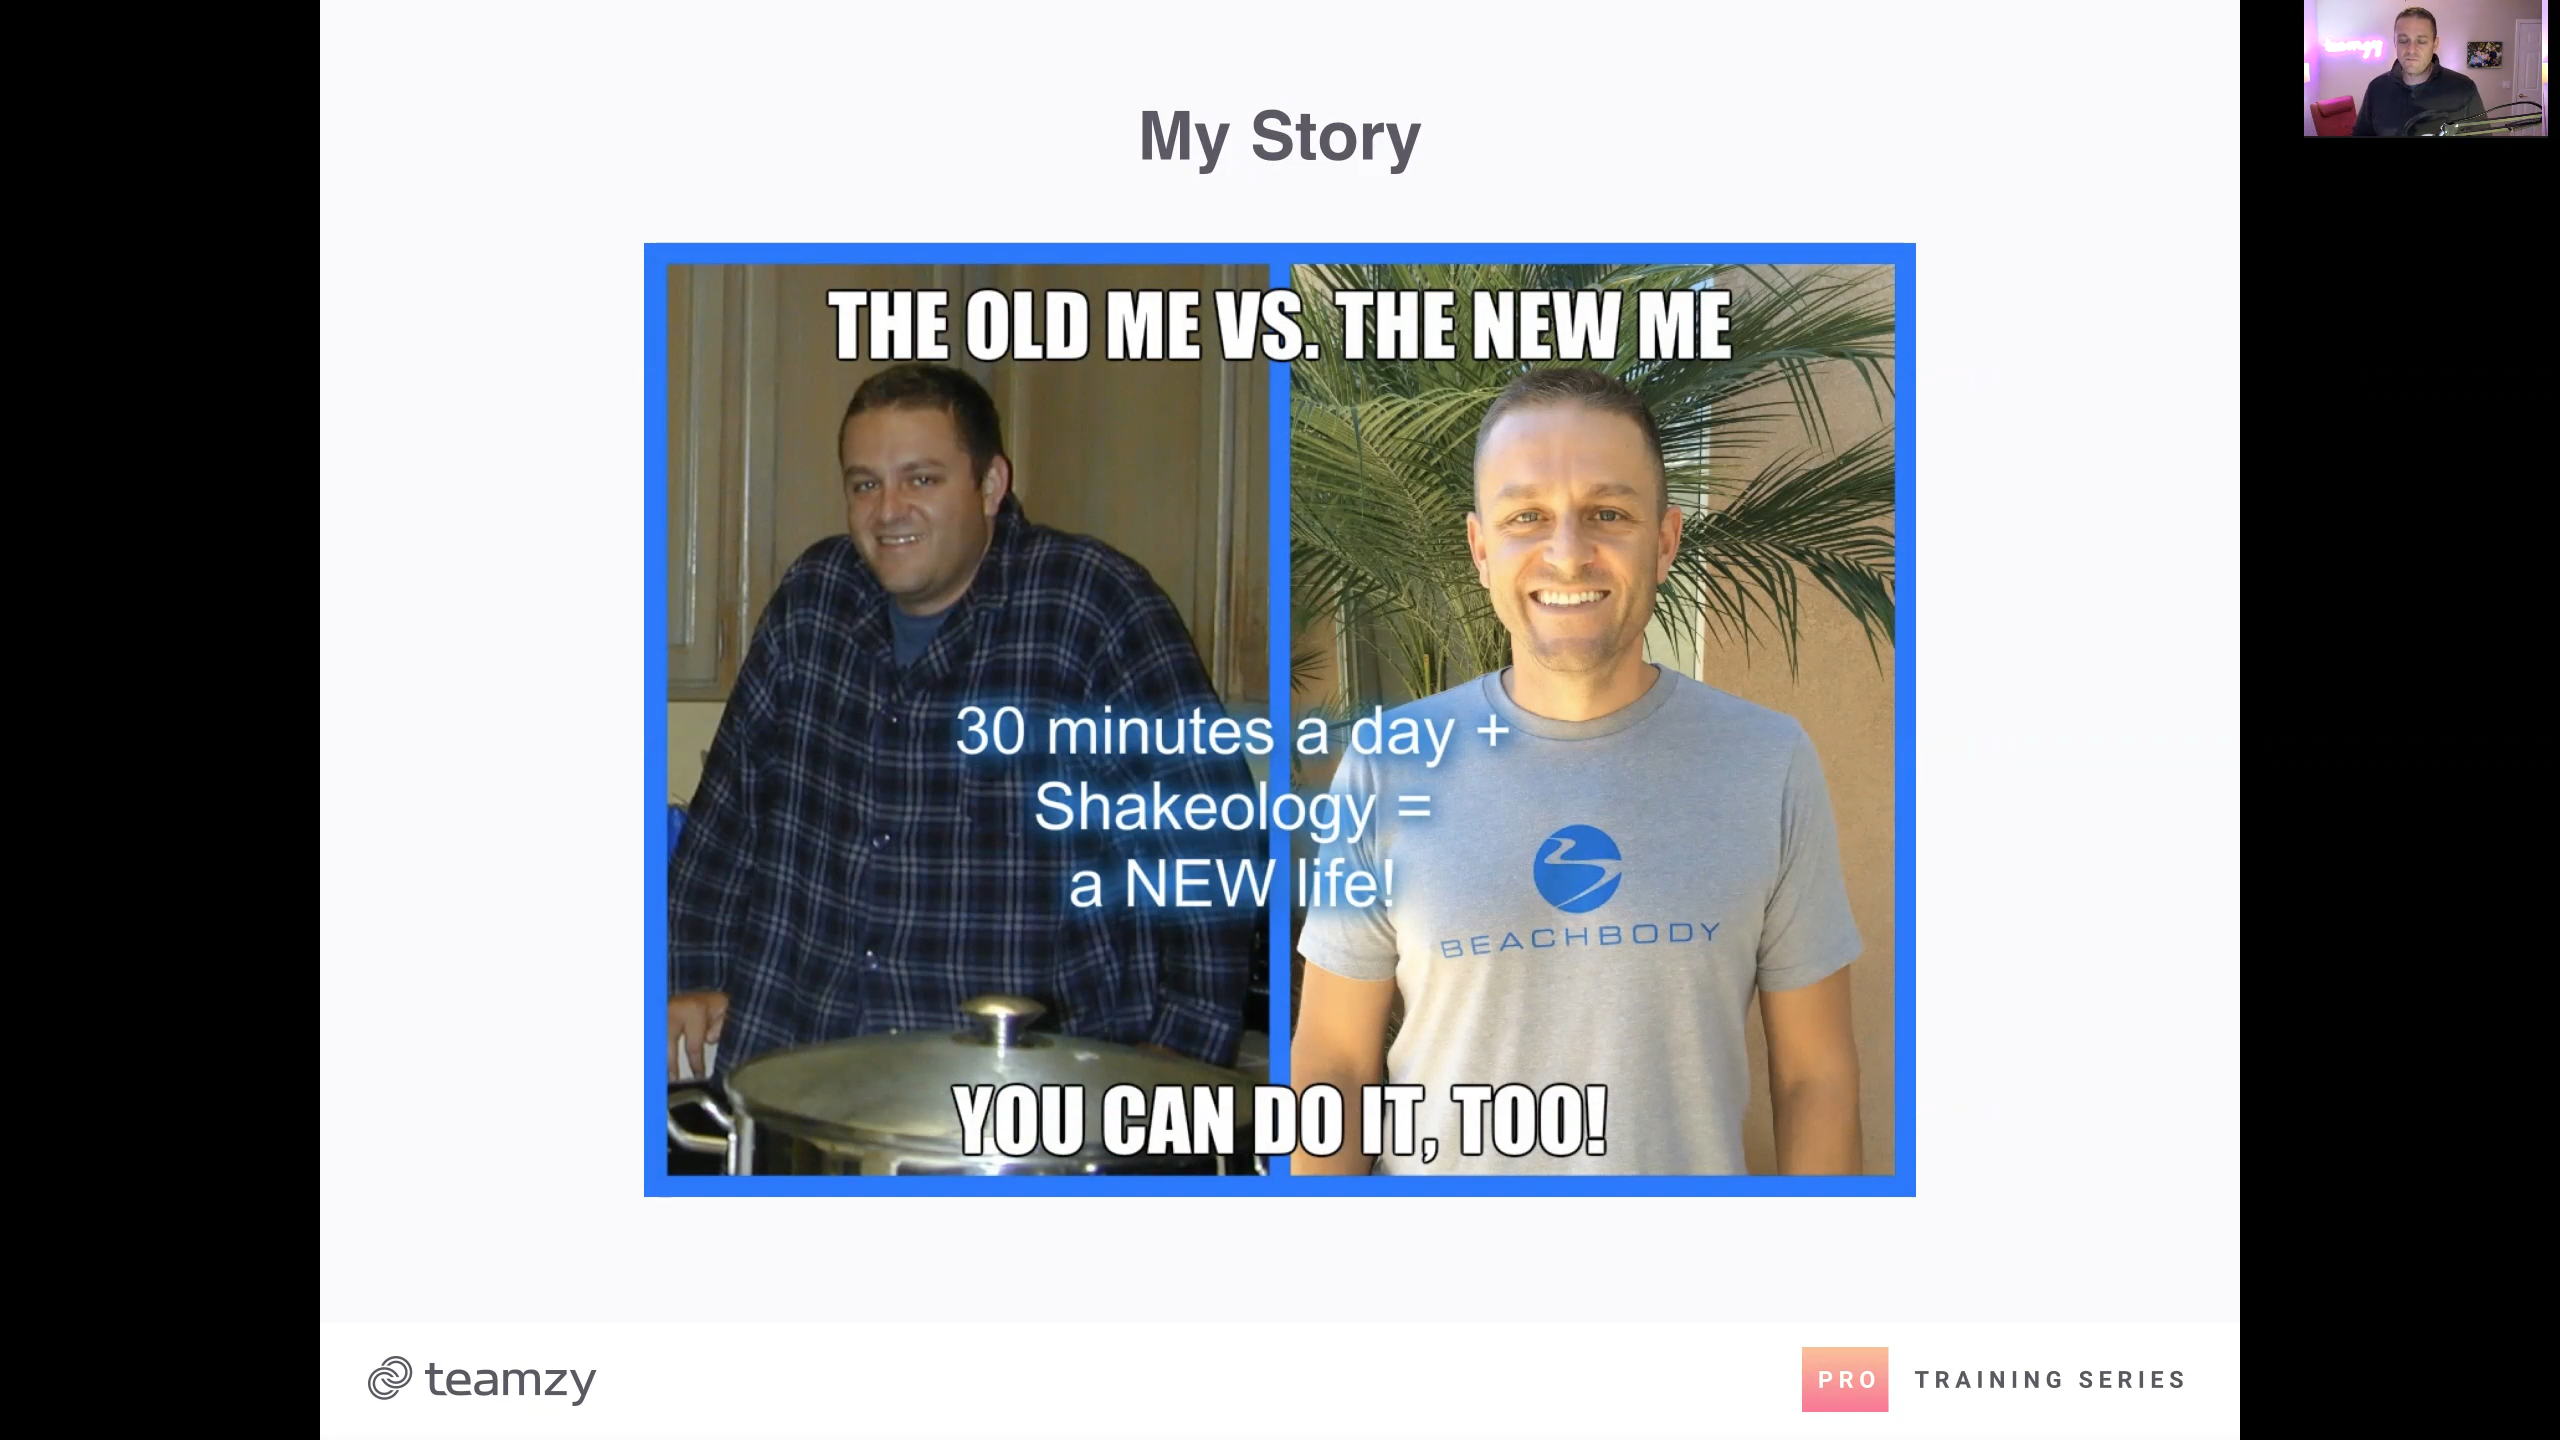 My Story
THE OLD ME VS. THE NEW ME
30 minutes a day +
Shakeology =
a NEW life!
BEACHBODY
YOU CAN DO IT, TOO!
teamzy
PRO TRAINING SERIES
teamzy